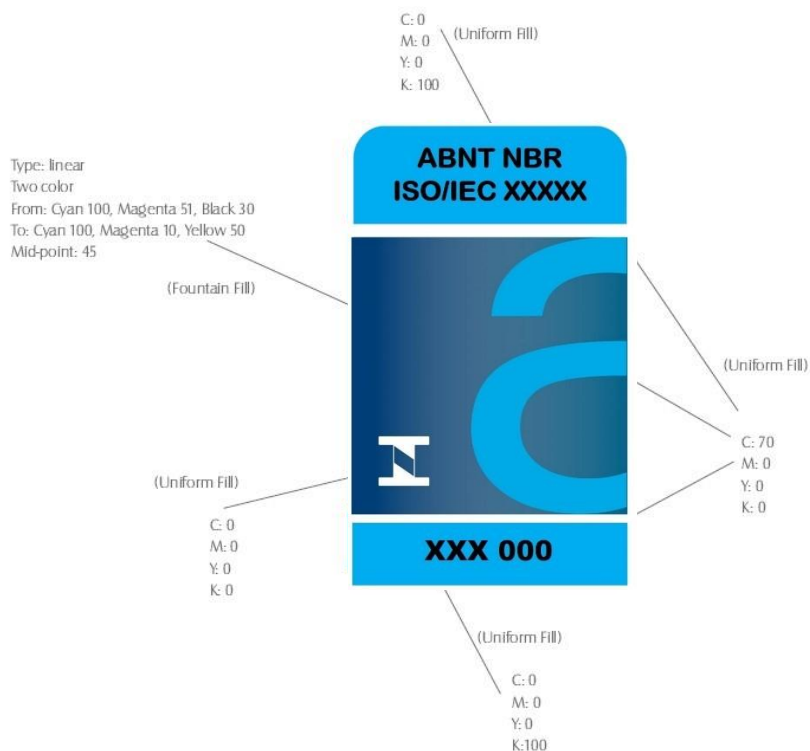 C: 0
M: 0
Y: 0
K: 100
(Uniform Fill)
ABNT NBR
ISO/IEC XXXXX
Type: linear
Two color
From: Cyan 100, Magenta 51, Black 30
To: Cyan 100, Magenta 10, Yellow 50
Mid-point: 45
(Fountain Fill)
a
(Uniform Fill)
C: 70
M: 0
Y: 0
K: 0
(Uniform Fill)
C: 0
M: 0
Y: 0
K: 0
XXX 000
(Uniform Fill)
C: 0
M: 0
Y: 0
K:100